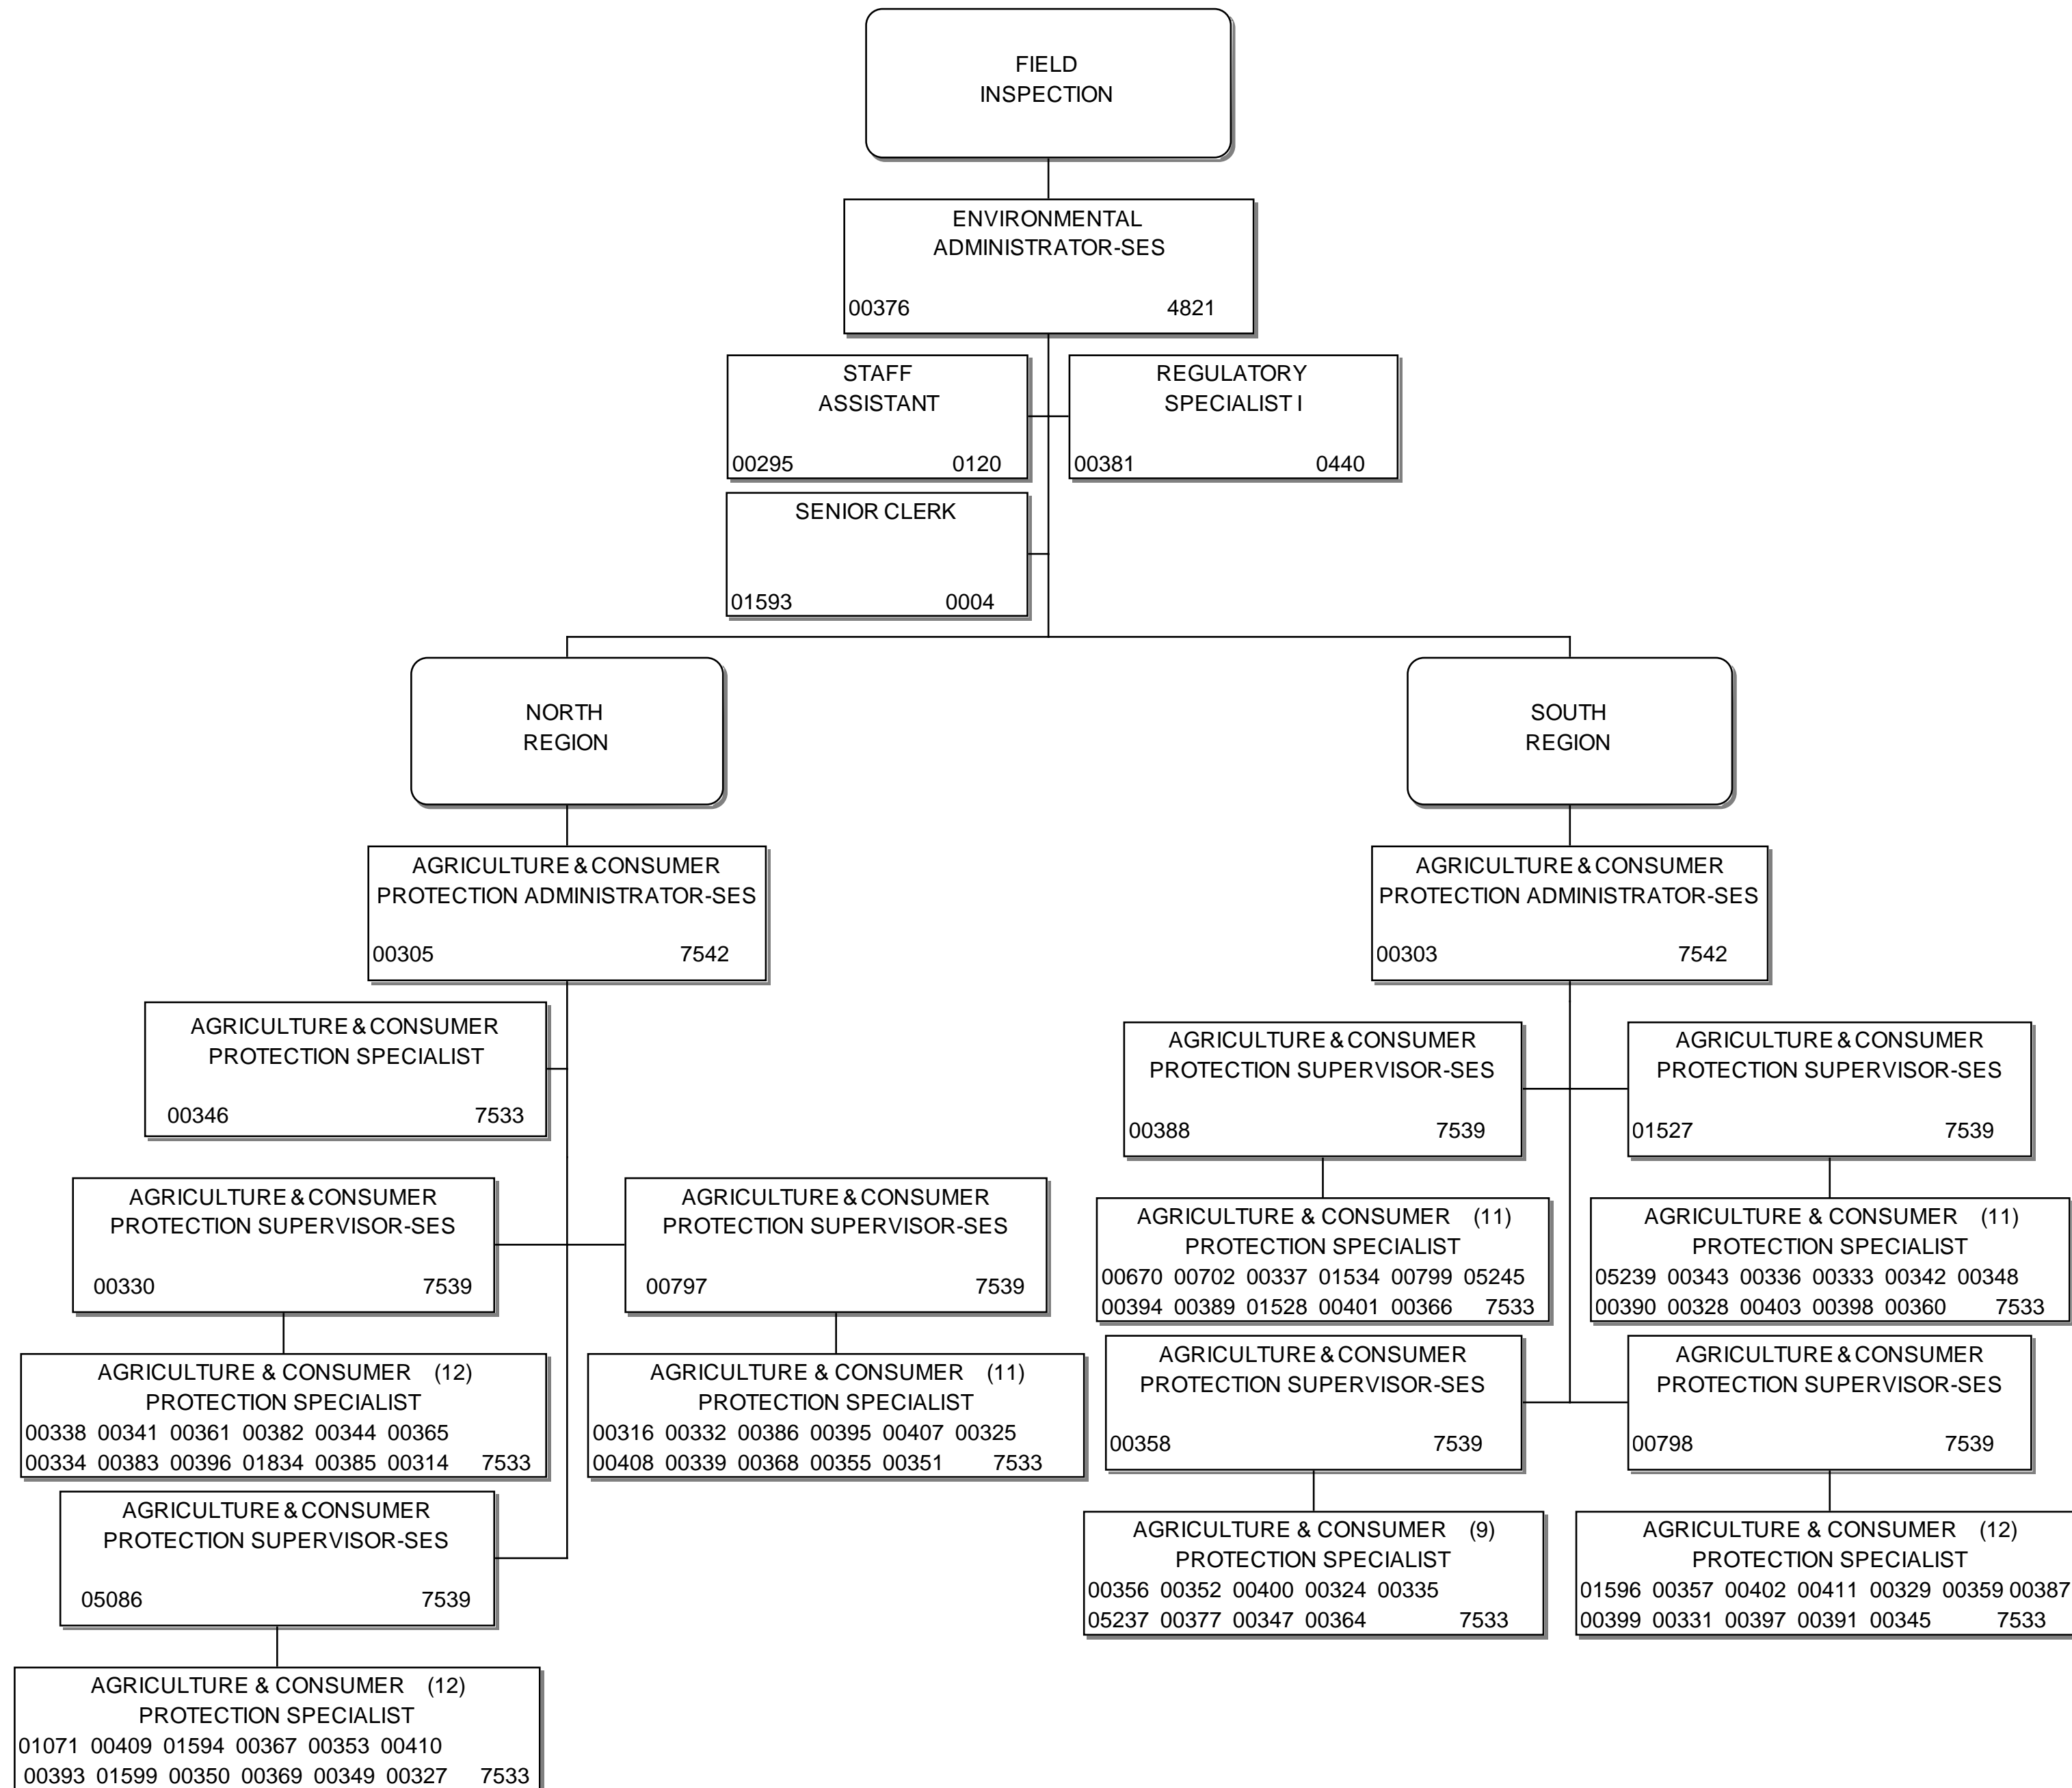 FIELD
INSPECTION
ENVIRONMENTAL
ADMINISTRATOR-SES
00376 4821
STAFF
ASSISTANT
00295 0120
REGULATORY
SPECIALIST I
00381 0440
SENIOR CLERK
01593 0004
NORTH
REGION
SOUTH
REGION
AGRICULTURE & CONSUMER
PROTECTION ADMINISTRATOR-SES
00305 7542
AGRICULTURE & CONSUMER
PROTECTION ADMINISTRATOR-SES
00303 7542
AGRICULTURE & CONSUMER
PROTECTION SPECIALIST
00346 7533
AGRICULTURE & CONSUMER
PROTECTION SUPERVISOR-SES
00330 7539
AGRICULTURE & CONSUMER
PROTECTION SUPERVISOR-SES
00797 7539
AGRICULTURE & CONSUMER (12)
PROTECTION SPECIALIST
00338 00341 00361 00382 00344 00365
00334 00383 00396 01834 00385 00314 7533
AGRICULTURE & CONSUMER (11)
PROTECTION SPECIALIST
00316 00332 00386 00395 00407 00325
00408 00339 00368 00355 00351 7533
AGRICULTURE & CONSUMER
PROTECTION SUPERVISOR-SES
05086 7539
AGRICULTURE & CONSUMER (12)
PROTECTION SPECIALIST
01071 00409 01594 00367 00353 00410
00393 01599 00350 00369 00349 00327 7533
AGRICULTURE & CONSUMER
PROTECTION SUPERVISOR-SES
00388 7539
AGRICULTURE & CONSUMER
PROTECTION SUPERVISOR-SES
01527 7539
AGRICULTURE & CONSUMER (11)
PROTECTION SPECIALIST
00670 00702 00337 01534 00799 05245
00394 00389 01528 00401 00366 7533
AGRICULTURE & CONSUMER (11)
PROTECTION SPECIALIST
05239 00343 00336 00333 00342 00348
00390 00328 00403 00398 00360 7533
AGRICULTURE & CONSUMER
PROTECTION SUPERVISOR-SES
00358 7539
AGRICULTURE & CONSUMER
PROTECTION SUPERVISOR-SES
00798 7539
AGRICULTURE & CONSUMER (9)
PROTECTION SPECIALIST
00356 00352 00400 00324 00335
05237 00377 00347 00364 7533
AGRICULTURE & CONSUMER (12)
PROTECTION SPECIALIST
01596 00357 00402 00411 00329 00359 00387
00399 00331 00397 00391 00345 7533